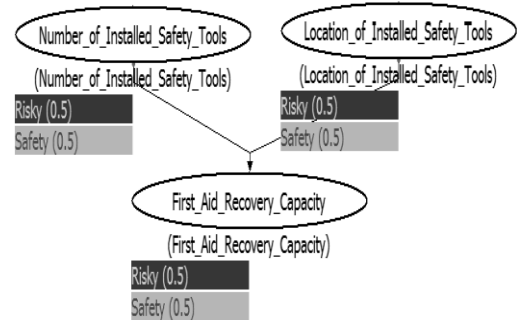 Number_of_Installed_Safety_Tools
(Number_of_Installed_Safety_Tools)
Risky (0.5)
Safety (0.5)
Location_of_Installed_Safety_Tools
(Location_of_Installed_Safety_Tools)
Risky (0.5)
Safety (0.5)
First_Aid_Recovery_Capacity
(First_Aid_Recovery_Capacity)
Risky (0.5)
Safety (0.5)